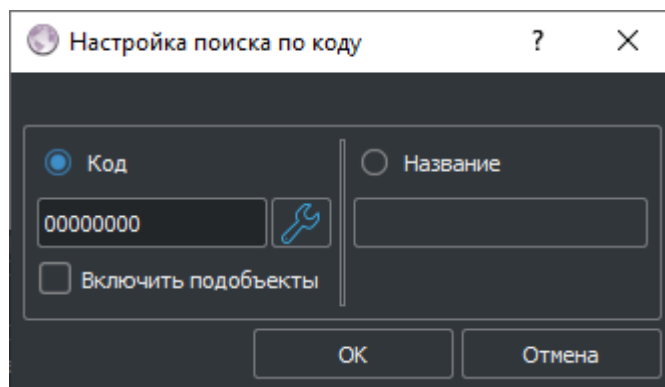 Настройка поиска по коду
?
Код
Название
00000000
Включить подобъекты
OK
Отмена